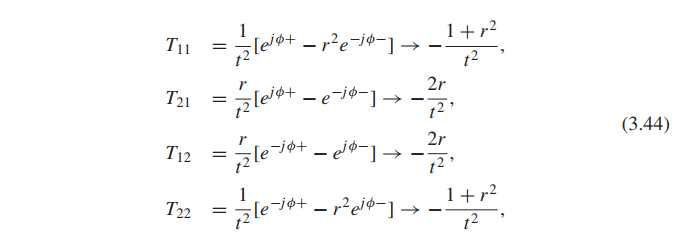 T₁₁ = 1/t² [e^{jϕ+} − r²e^{−jϕ−}] → −(1 + r²)/t²,
T₂₁ = r/t² [e^{jϕ+} − e^{−jϕ−}] → −2r/t²,
(3.44)
T₁₂ = r/t² [e^{−jϕ+} − e^{jϕ−}] → −2r/t²,
T₂₂ = 1/t² [e^{−jϕ+} − r²e^{jϕ−}] → −(1 + r²)/t²,